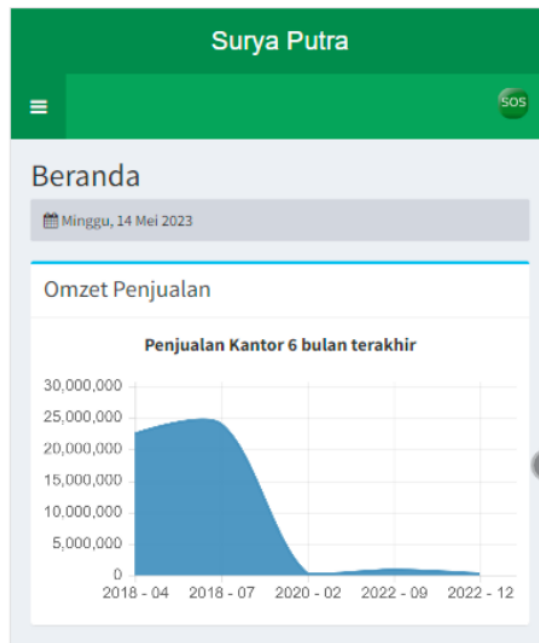 Surya Putra
SOS
Beranda
Minggu, 14 Mei 2023
Omzet Penjualan
Penjualan Kantor 6 bulan terakhir
30,000,000
25,000,000
20,000,000
15,000,000
10,000,000
5,000,000
0
2018 - 04 2018 - 07 2020 - 02 2022 - 09 2022 - 12